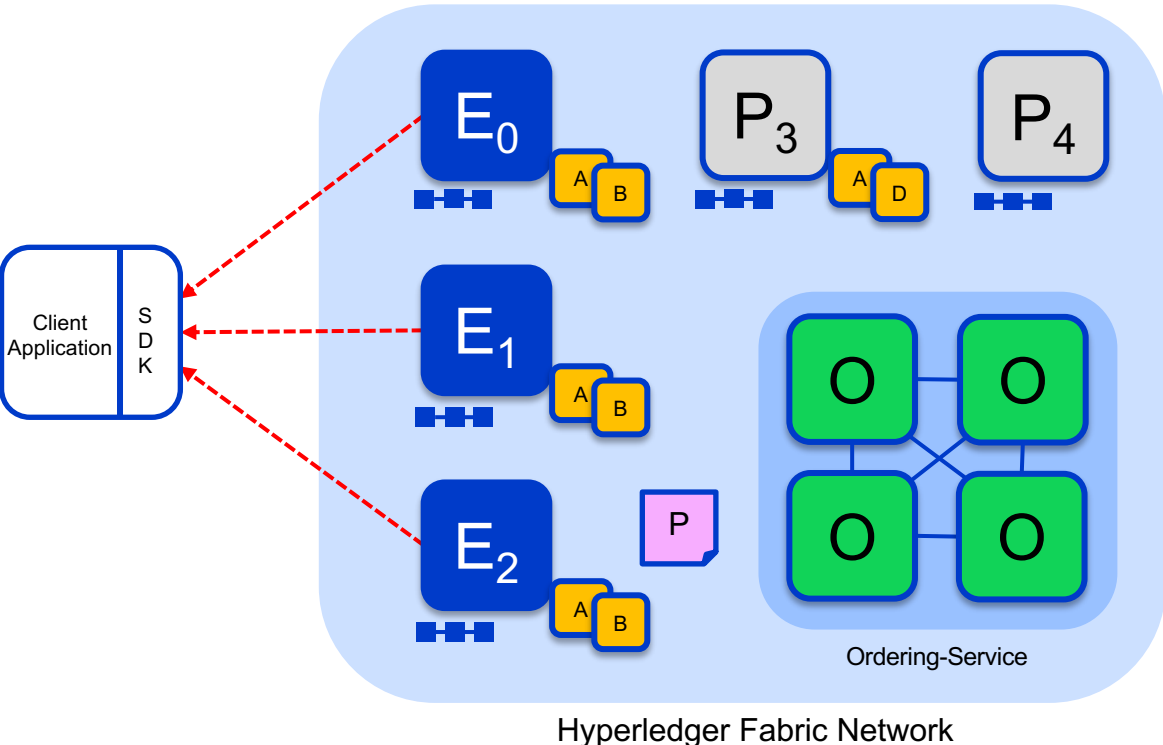 E0
P3
P4
A
B
A
D
Client
Application
S
D
K
E1
A
B
O
O
E2
P
O
O
A
B
Ordering-Service
Hyperledger Fabric Network